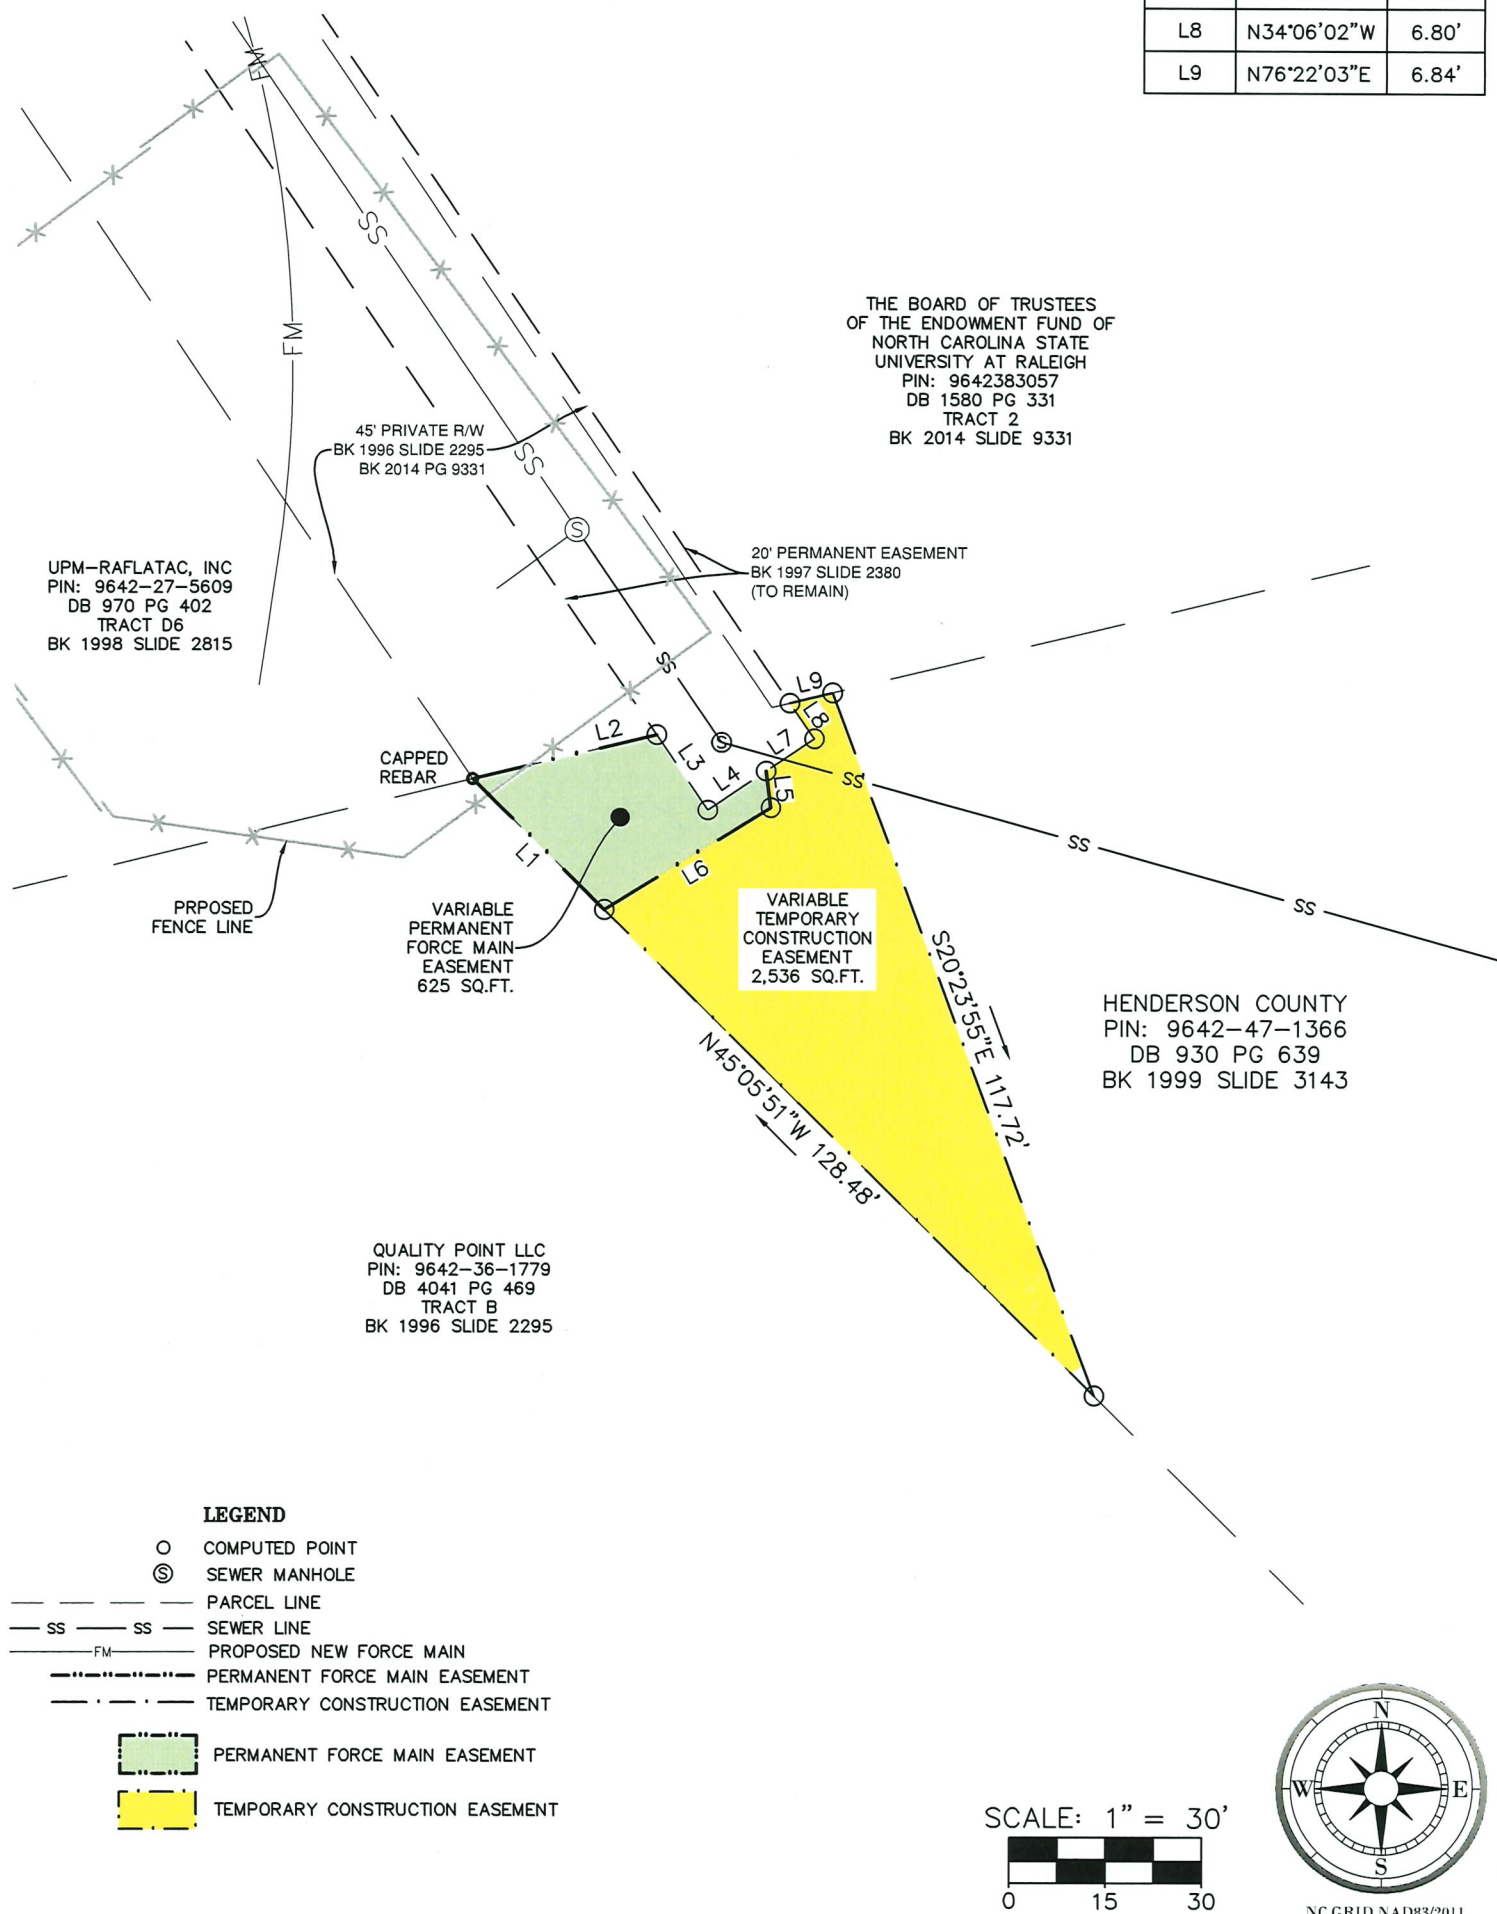 L8 N34°06'02"W 6.80'
L9 N76°22'03"E 6.84'
FM
SS
FM
THE BOARD OF TRUSTEES
OF THE ENDOWMENT FUND OF
NORTH CAROLINA STATE
UNIVERSITY AT RALEIGH
PIN: 9642383057
DB 1580 PG 331
TRACT 2
BK 2014 SLIDE 9331
45' PRIVATE R/W
BK 1996 SLIDE 2295
BK 2014 PG 9331
SS
S
20' PERMANENT EASEMENT
BK 1997 SLIDE 2380
(TO REMAIN)
UPM-RAFLATAC, INC
PIN: 9642-27-5609
DB 970 PG 402
TRACT D6
BK 1998 SLIDE 2815
SS
L9
L8
L2
L3
S
L7
CAPPED
REBAR
L4
L5
SS
L1
L6
SS
SS
PRPOSED
FENCE LINE
VARIABLE
PERMANENT
FORCE MAIN
EASEMENT
625 SQ.FT.
VARIABLE
TEMPORARY
CONSTRUCTION
EASEMENT
2,536 SQ.FT.
S20°23'55"E 117.72'
N45°05'51"W 128.48'
HENDERSON COUNTY
PIN: 9642-47-1366
DB 930 PG 639
BK 1999 SLIDE 3143
QUALITY POINT LLC
PIN: 9642-36-1779
DB 4041 PG 469
TRACT B
BK 1996 SLIDE 2295
LEGEND
COMPUTED POINT
S SEWER MANHOLE
PARCEL LINE
SS SS SEWER LINE
FM PROPOSED NEW FORCE MAIN
PERMANENT FORCE MAIN EASEMENT
TEMPORARY CONSTRUCTION EASEMENT
PERMANENT FORCE MAIN EASEMENT
TEMPORARY CONSTRUCTION EASEMENT
SCALE: 1" = 30'
0 15 30
N
W E
S
NC GRID NAD83/2011